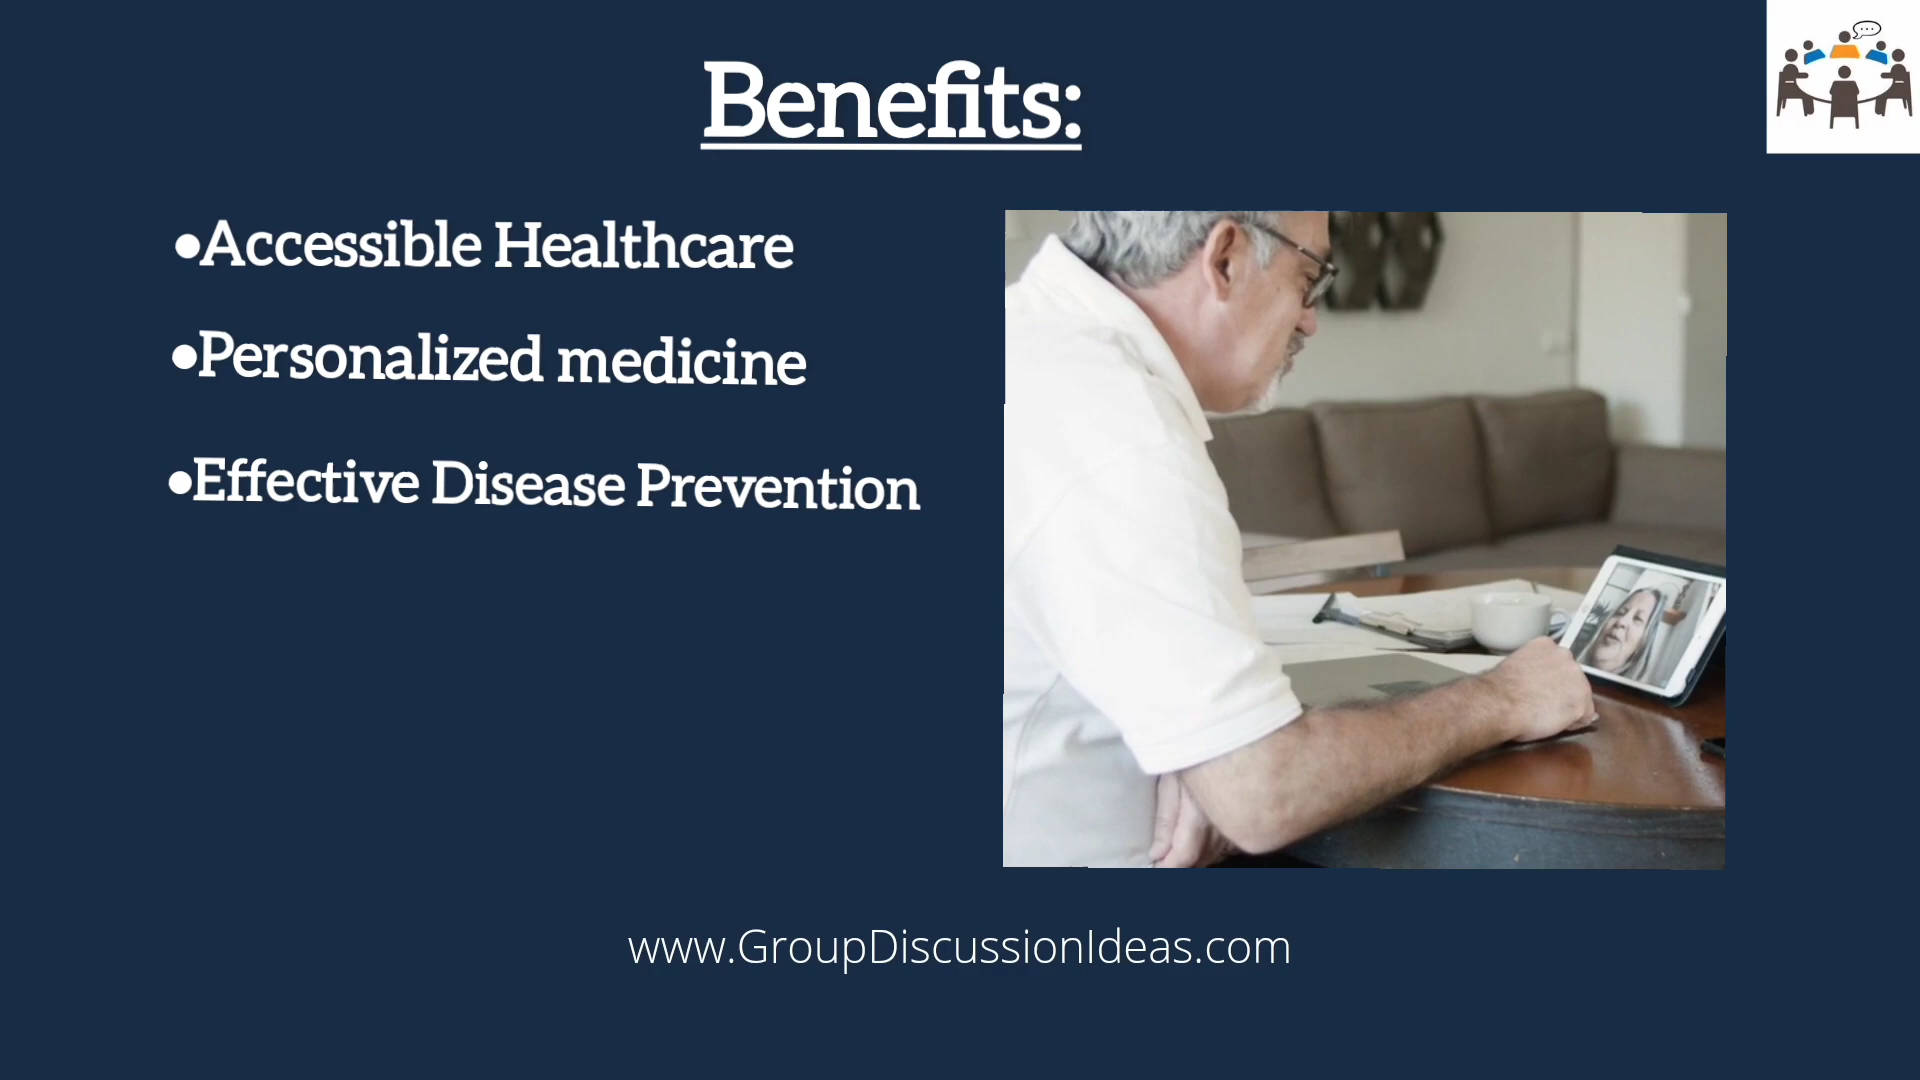 Benefits:
•Accessible Healthcare
•Personalized medicine
•Effective Disease Prevention
www.GroupDiscussionIdeas.com